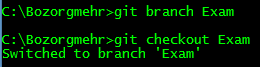 C:\Bozorgmehr>git branch Exam
C:\Bozorgmehr>git checkout Exam
Switched to branch 'Exam'